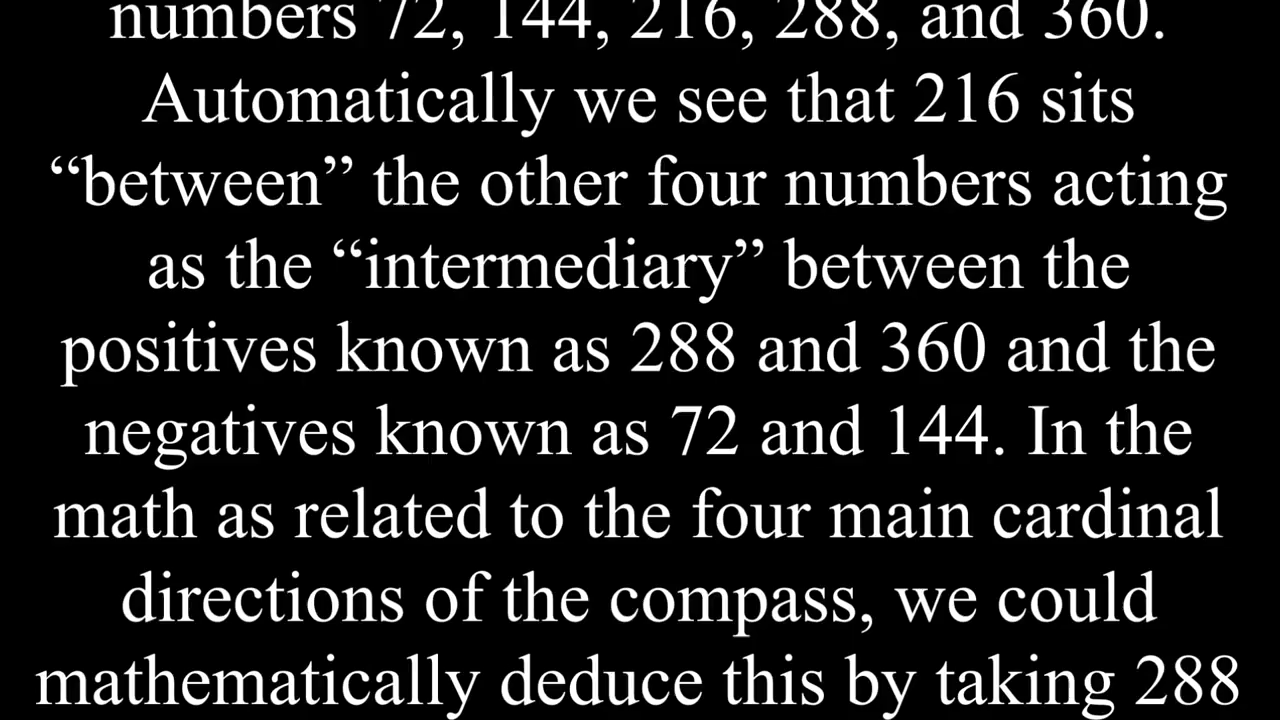 numbers 72, 144, 216, 288, and 360.
Automatically we see that 216 sits
“between” the other four numbers acting
as the “intermediary” between the
positives known as 288 and 360 and the
negatives known as 72 and 144. In the
math as related to the four main cardinal
directions of the compass, we could
mathematically deduce this by taking 288